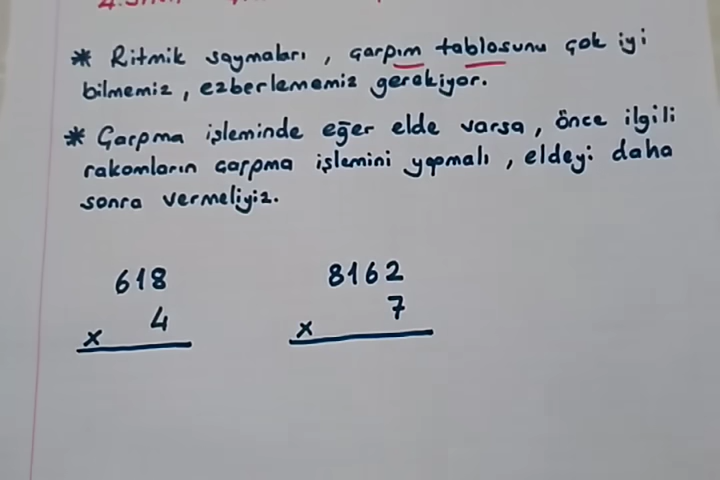 * Ritmik saymaları, çarpım tablosunu çok iyi
bilmemiz, ezberlememiz gerekiyor.
* Çarpma işleminde eğer elde varsa, önce ilgili
rakamların çarpma işlemini yapmalı, eldeyi daha
sonra vermeliyiz.
618 8162
x 4 x 7